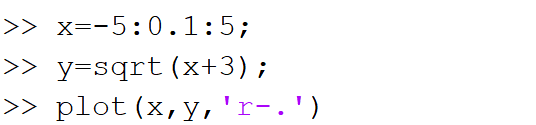 >> x=-5:0.1:5;
>> y=sqrt(x+3);
>> plot(x,y,'r-.')